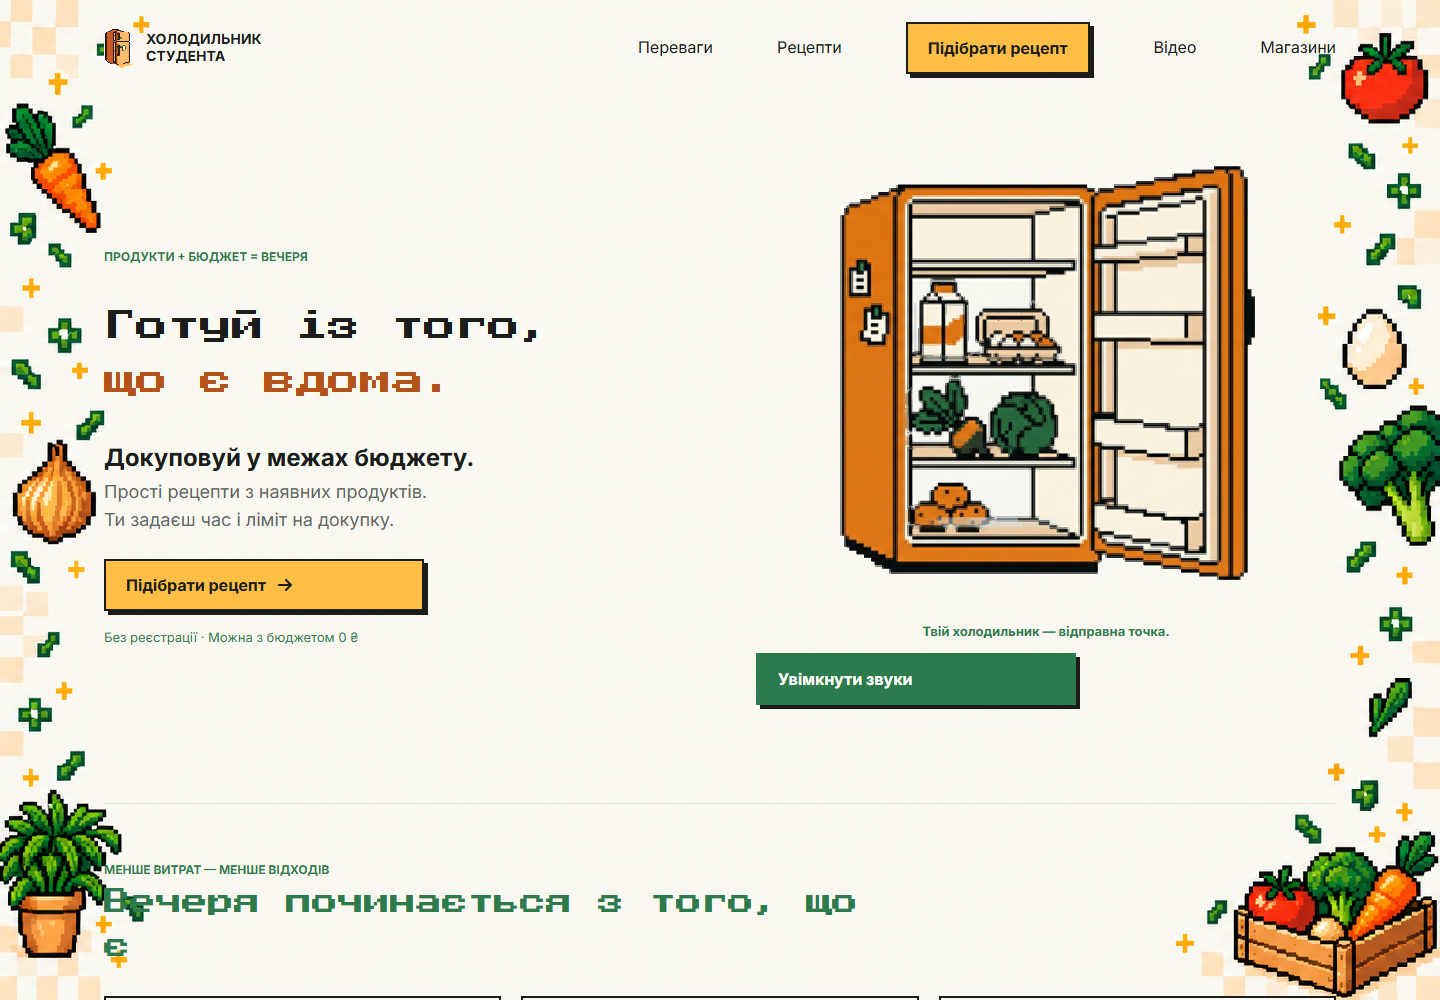 ХОЛОДИЛЬНИК
СТУДЕНТА
Переваги
Рецепти
Підібрати рецепт
Відео
Магазини
ПРОДУКТИ + БЮДЖЕТ = ВЕЧЕРЯ
Готуй із того,
що є вдома.
Докуповуй у межах бюджету.
Прості рецепти з наявних продуктів.
Ти задаєш час і ліміт на докупку.
Підібрати рецепт →
Без реєстрації · Можна з бюджетом 0 ₴
Твій холодильник — відправна точка.
Увімкнути звуки
МЕНШЕ ВИТРАТ — МЕНШЕ ВІДХОДІВ
Вечеря починається з того, що
є